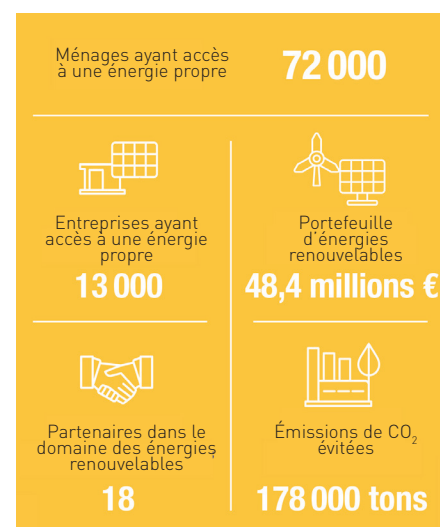 Ménages ayant accès
à une énergie propre
72 000
Entreprises ayant
accès à une énergie
propre
13 000
Portefeuille
d'énergies
renouvelables
48,4 millions €
Partenaires dans le
domaine des énergies
renouvelables
18
Émissions de CO₂
évitées
178 000 tons